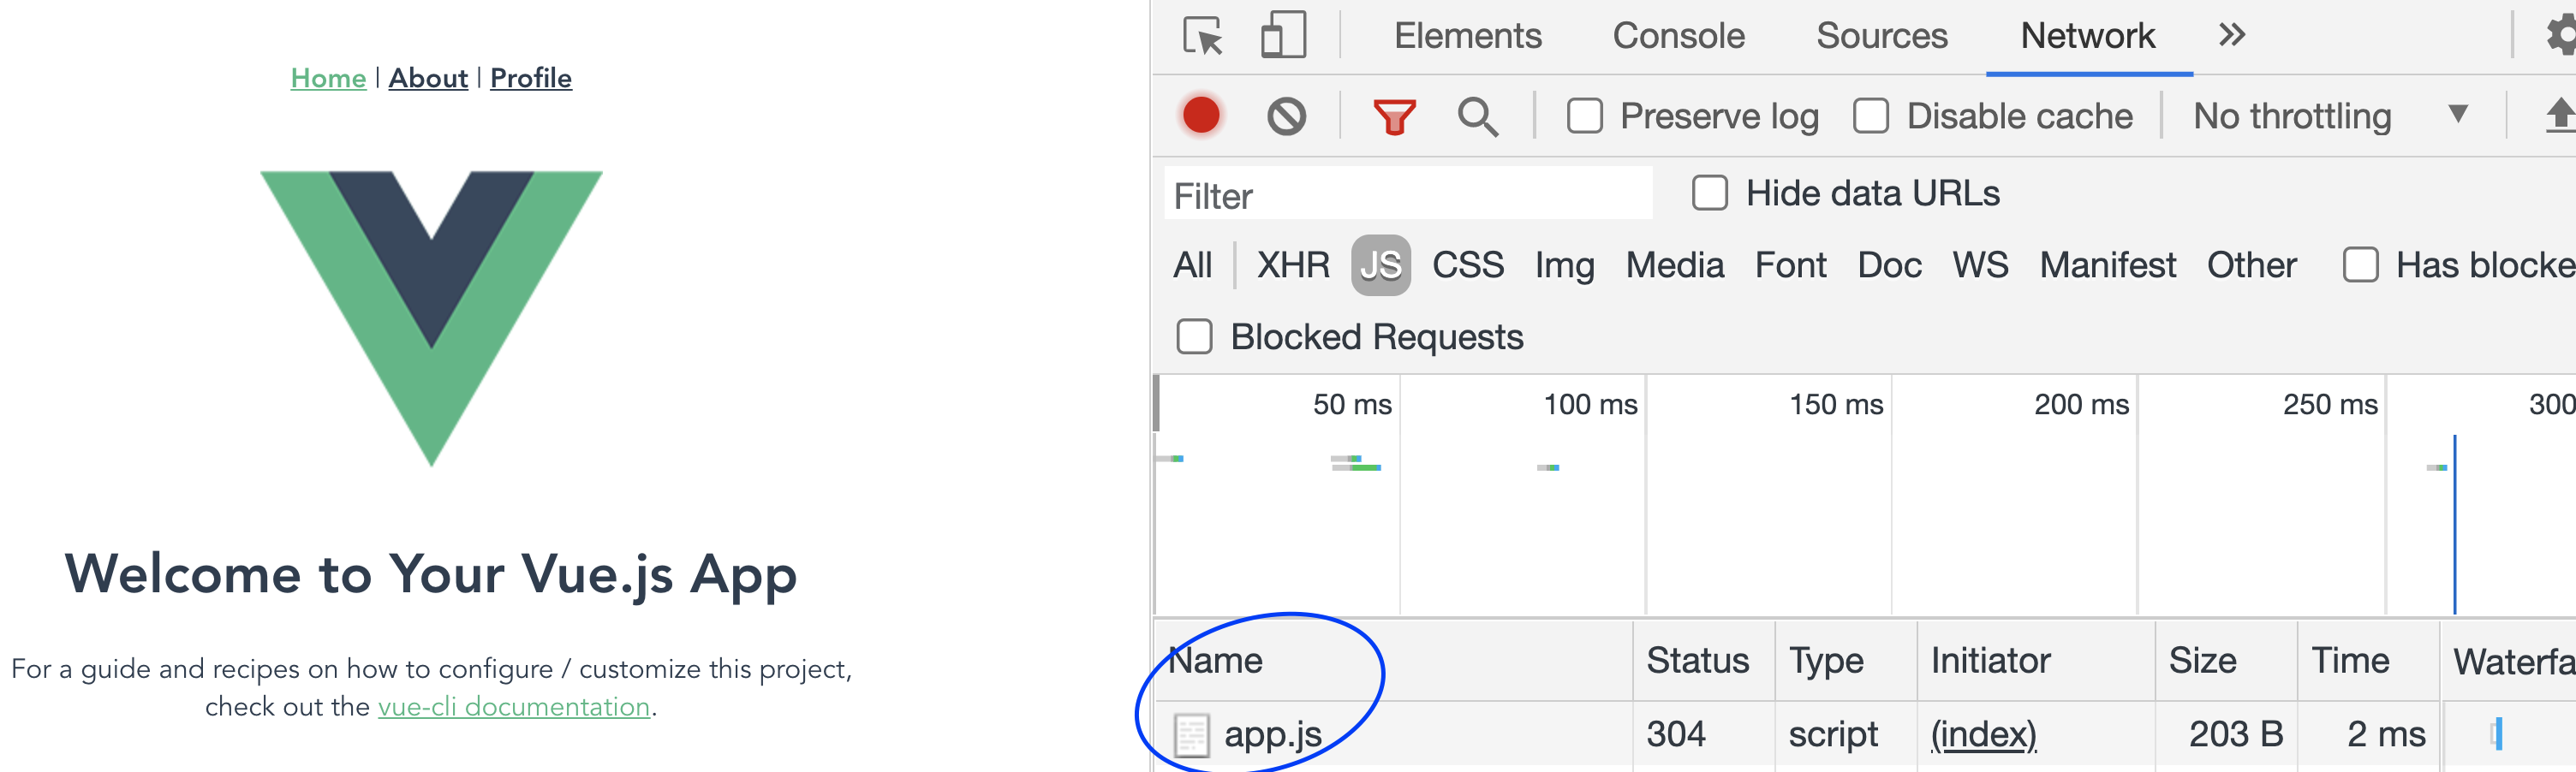 Home | About | Profile
Welcome to Your Vue.js App
For a guide and recipes on how to configure / customize this project,
check out the vue-cli documentation.
Elements Console Sources Network »
Preserve log Disable cache No throttling
Filter Hide data URLs
All XHR JS CSS Img Media Font Doc WS Manifest Other Has blocke
Blocked Requests
50 ms 100 ms 150 ms 200 ms 250 ms 300
Name Status Type Initiator Size Time Waterfa
app.js 304 script (index) 203 B 2 ms